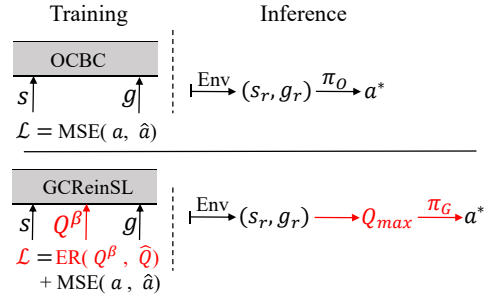 Training Inference
OCBC
s g
ℒ = MSE( a, â)
Env (s_r, g_r) π_O a*
GCReinSL
s Q^β g
ℒ = ER( Q^β , Q̂)
+ MSE( a , â)
Env (s_r, g_r) Q_max π_G a*